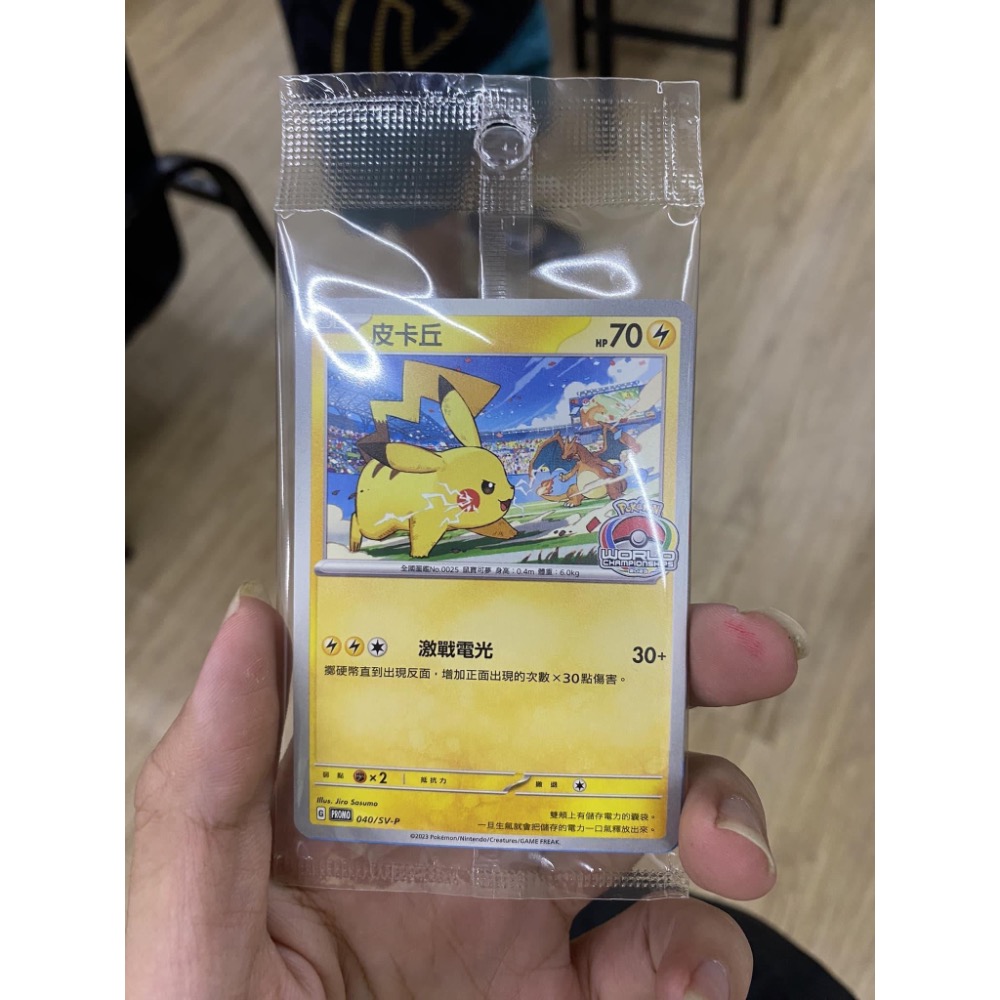 皮卡丘
HP 70
Pokémon
WORLD
CHAMPIONSHIPS
全國圖鑑No.0025 鼠寶可夢 身高：0.4m 體重：6.0kg
激戰電光 30+
擲硬幣直到出現反面，增加正面出現的次數×30點傷害。
弱點 ×2 抵抗力 撤退
Illus. Jiro Sasumo
G PROMO 040/SV-P
雙頰上有儲存電力的囊袋。
一旦生氣就會把儲存的電力一口氣釋放出來。
©2023 Pokémon/Nintendo/Creatures/GAME FREAK.